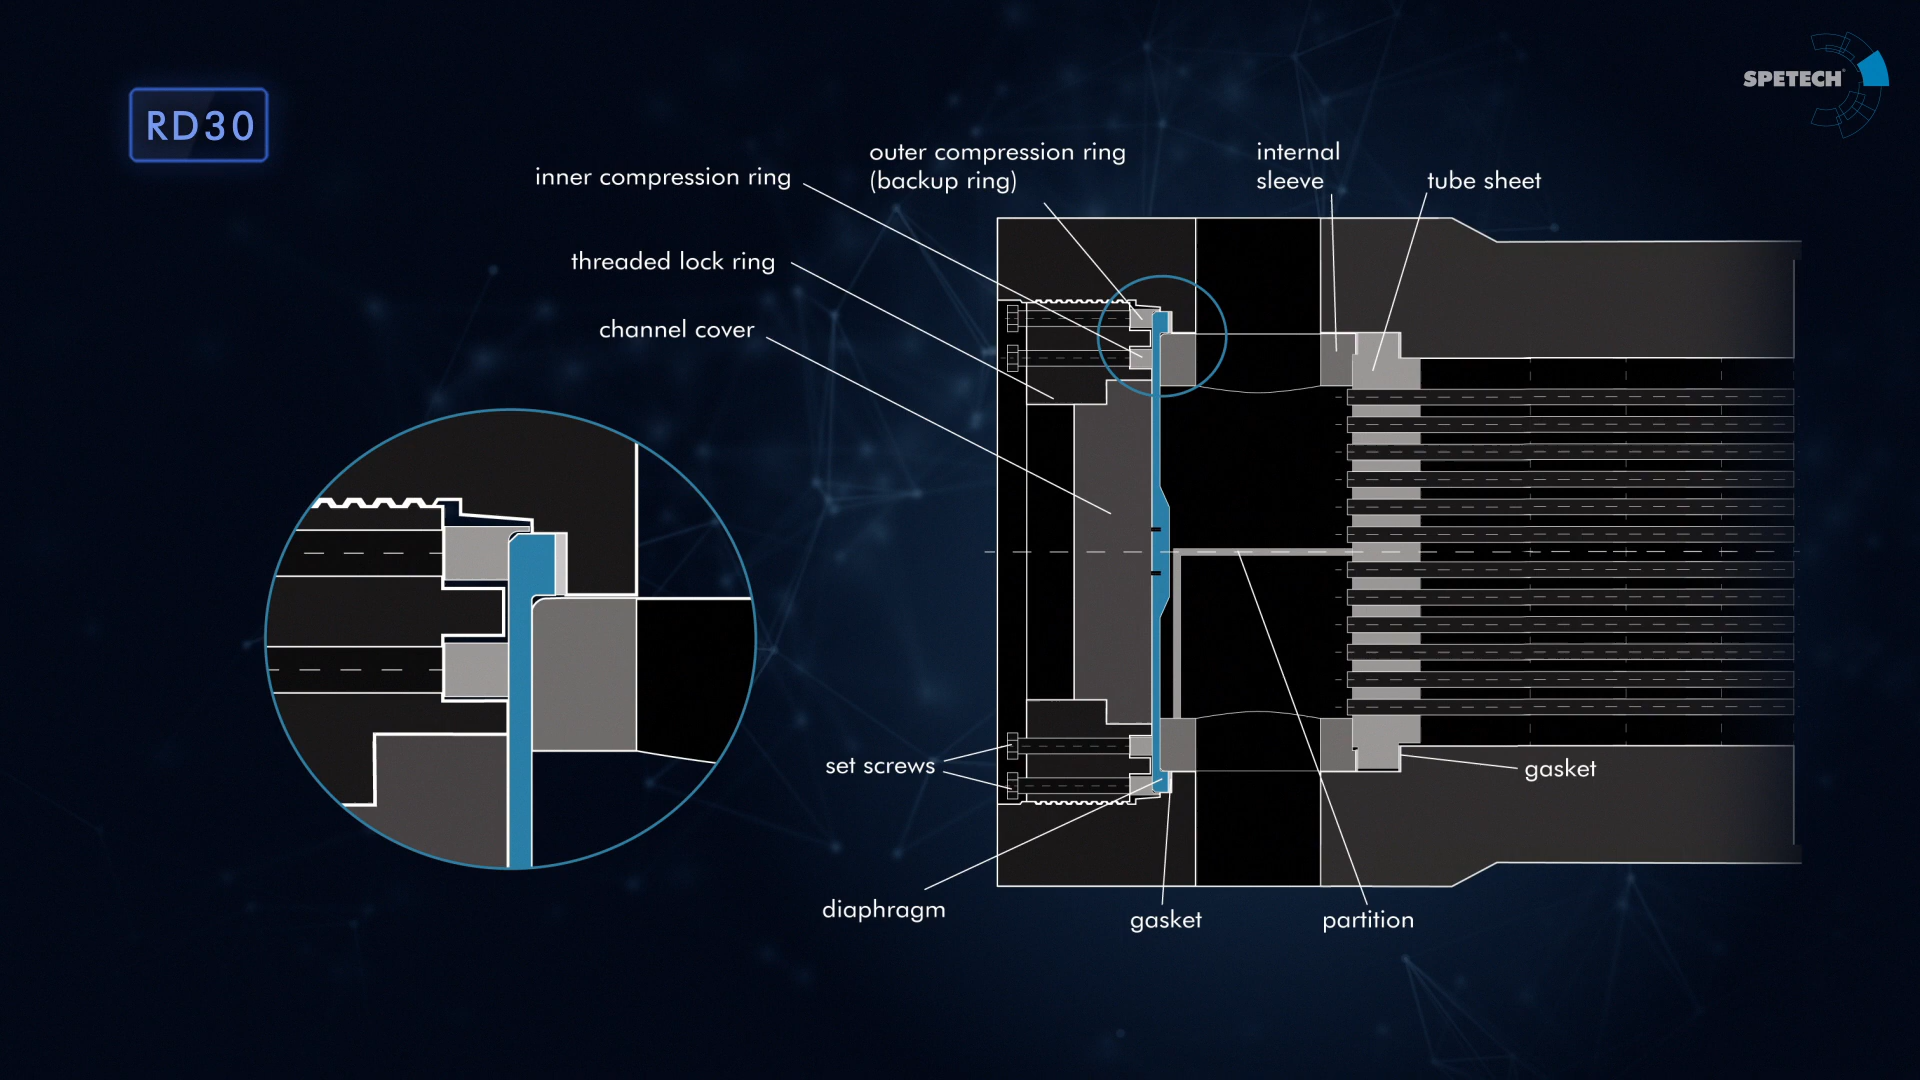 RD30
SPETECH
outer compression ring
(backup ring)
internal
sleeve
inner compression ring
tube sheet
threaded lock ring
channel cover
set screws
gasket
diaphragm
gasket
partition